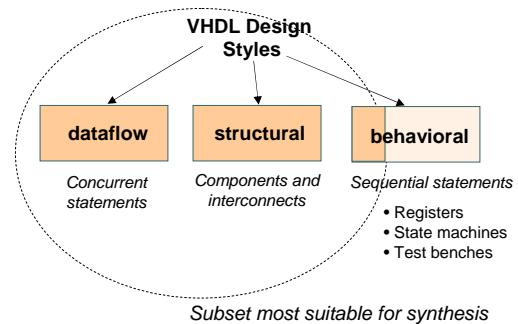 VHDL Design
Styles
dataflow
structural
behavioral
Concurrent
statements
Components and
interconnects
Sequential statements
• Registers
• State machines
• Test benches
Subset most suitable for synthesis